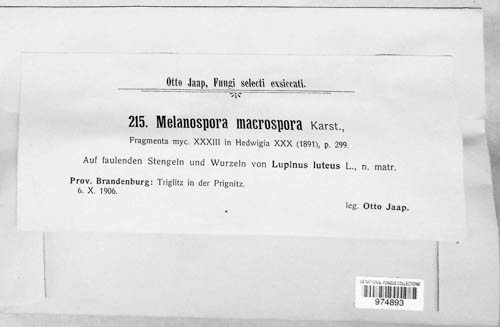 Otto Jaap, Fungi selecti exsiccati.
215. Melanospora macrospora Karst.,
Fragmenta myc. XXXIII in Hedwigia XXX (1891), p. 299.
Auf faulenden Stengeln und Wurzeln von Lupinus luteus L., n. matr.
Prov. Brandenburg: Triglitz in der Prignitz.
6. X. 1906.
leg. Otto Jaap.
US NATIONAL FUNGUS COLLECTIONS
974893